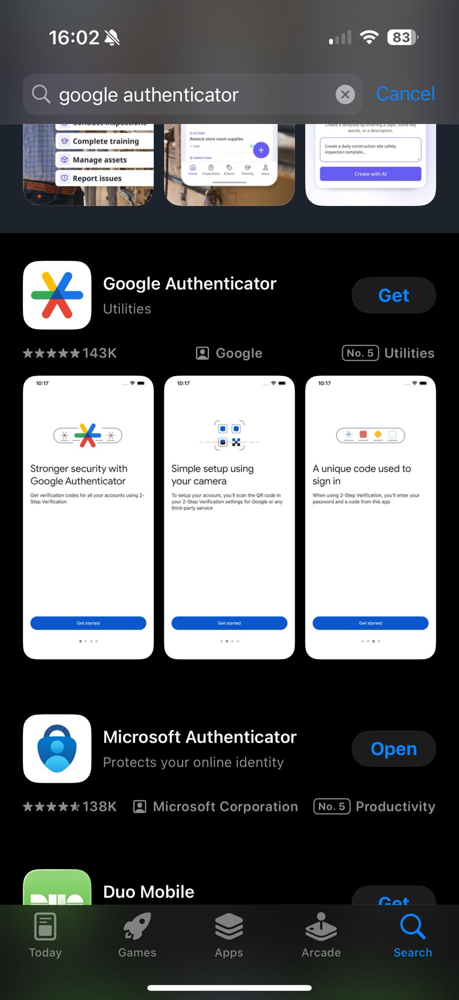 16:02
83
google authenticator
Cancel
Conduct inspections
Complete training
Manage assets
Report issues
ACTION
Restock store room supplies
Low
INSPECTION
Home Inspections Actions Training More
Create a template by entering a topic, some key
words, or a description.
Create a daily construction site safety
inspection template...
Create with AI
Google Authenticator
Utilities
Get
143K
Google
No. 5 Utilities
10:17
Stronger security with
Google Authenticator
Get verification codes for all your accounts using 2-
Step Verification
Get started
10:17
Simple setup using
your camera
To setup your account, you'll scan the QR code in
your 2-Step Verification settings for Google or any
third-party service
Get started
10:17
A unique code used to
sign in
When using 2-Step Verification, you'll enter your
password and a code from this app
Get started
Microsoft Authenticator
Protects your online identity
Open
138K
Microsoft Corporation
No. 5 Productivity
Duo Mobile
Get
Today
Games
Apps
Arcade
Search